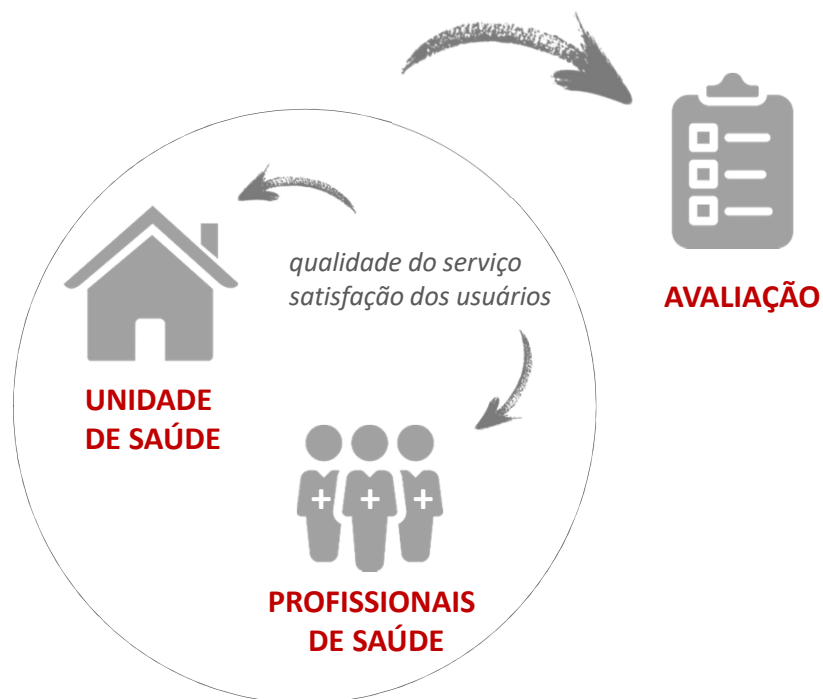 qualidade do serviço
satisfação dos usuários
AVALIAÇÃO
UNIDADE
DE SAÚDE
PROFISSIONAIS
DE SAÚDE